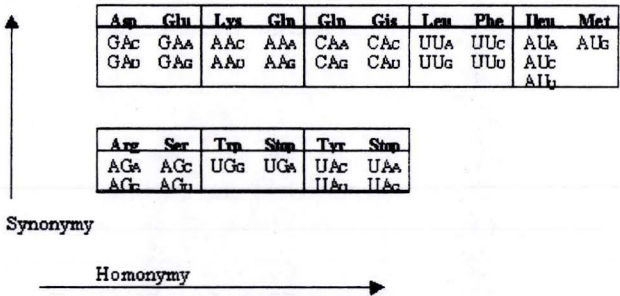 Asp Glu Lys Gln Gln Gis Leu Phe Ileu Met
GAC GAA AAC AAA CAA CAC UUA UUC AUA AUG
GAU GAG AAU AAG CAG CAU UUG UUU AUC
AUU
Arg Ser Trp Stop Tyr Stop
AGA AGC UGG UGA UAC UAA
AGG AGU UAU UAG
Synonymy
Homonymy